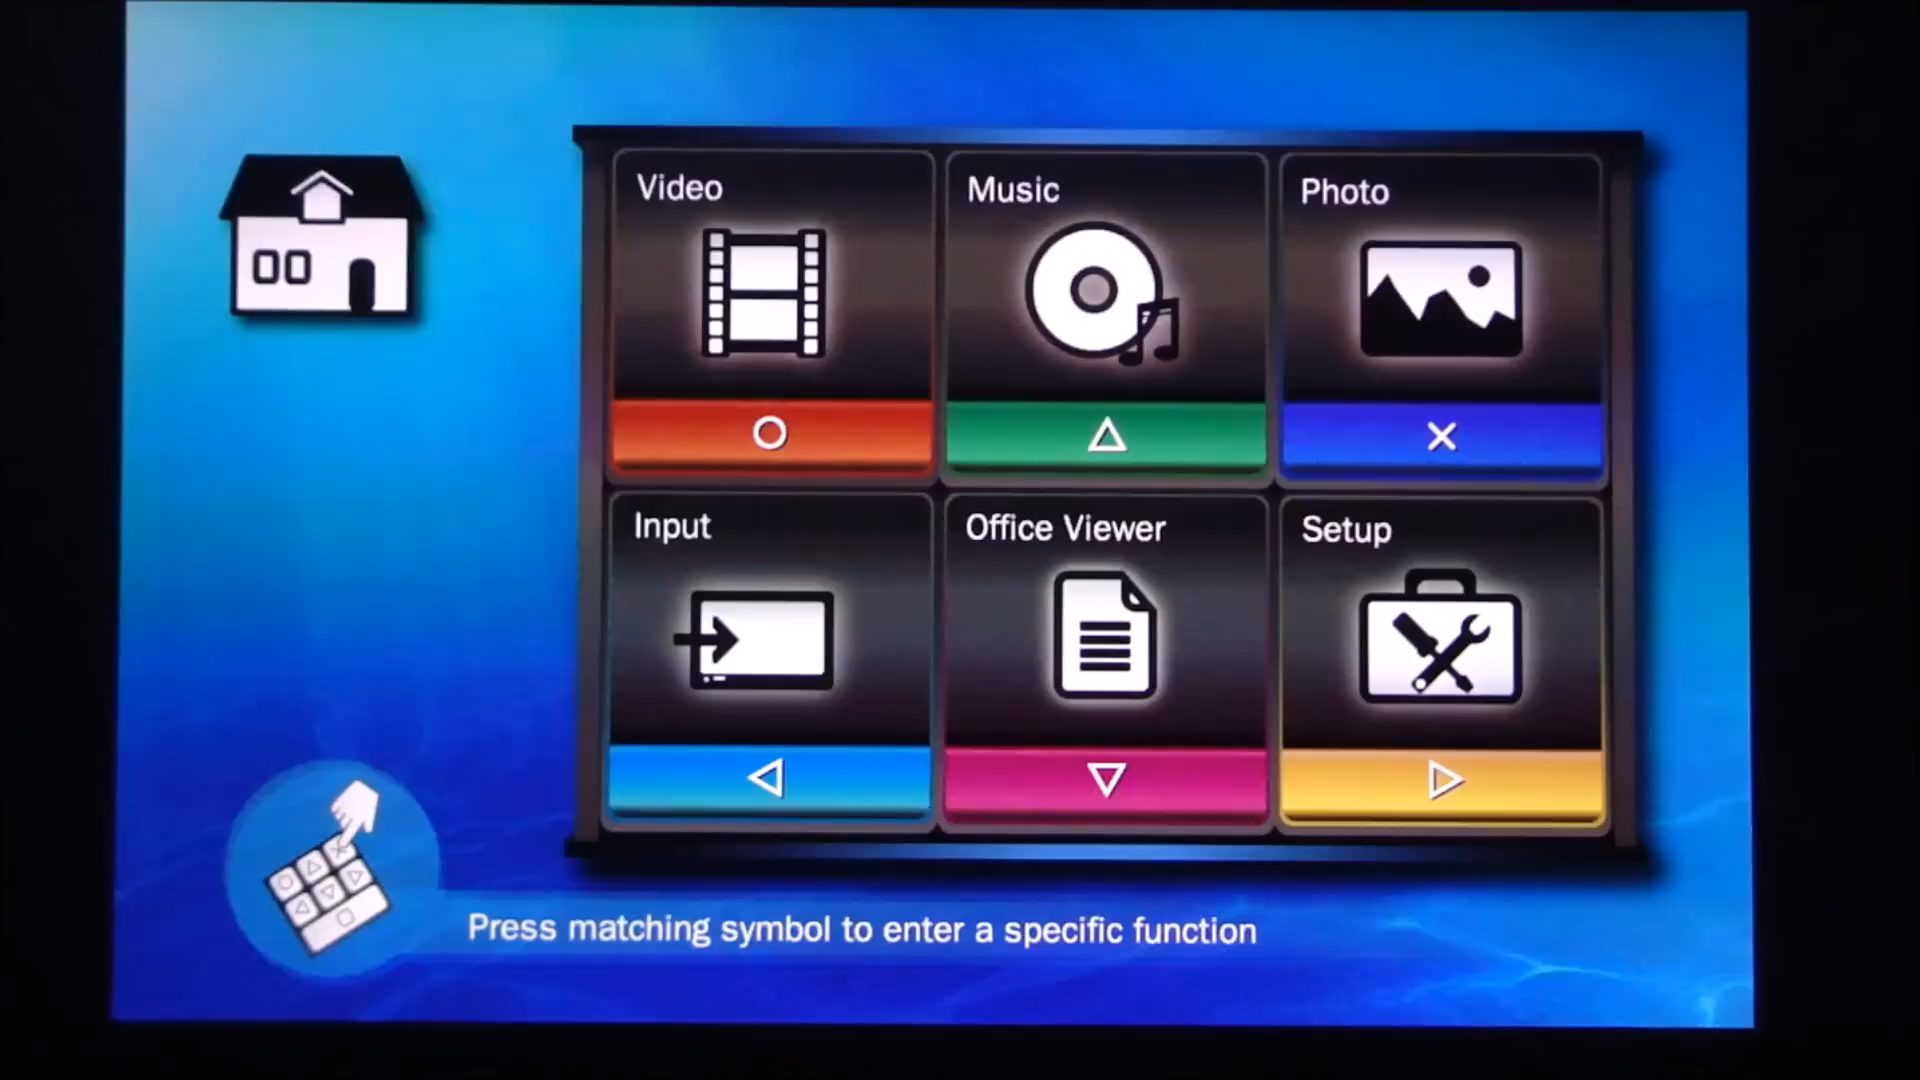 Video
Music
Photo
Input
Office Viewer
Setup
Press matching symbol to enter a specific function